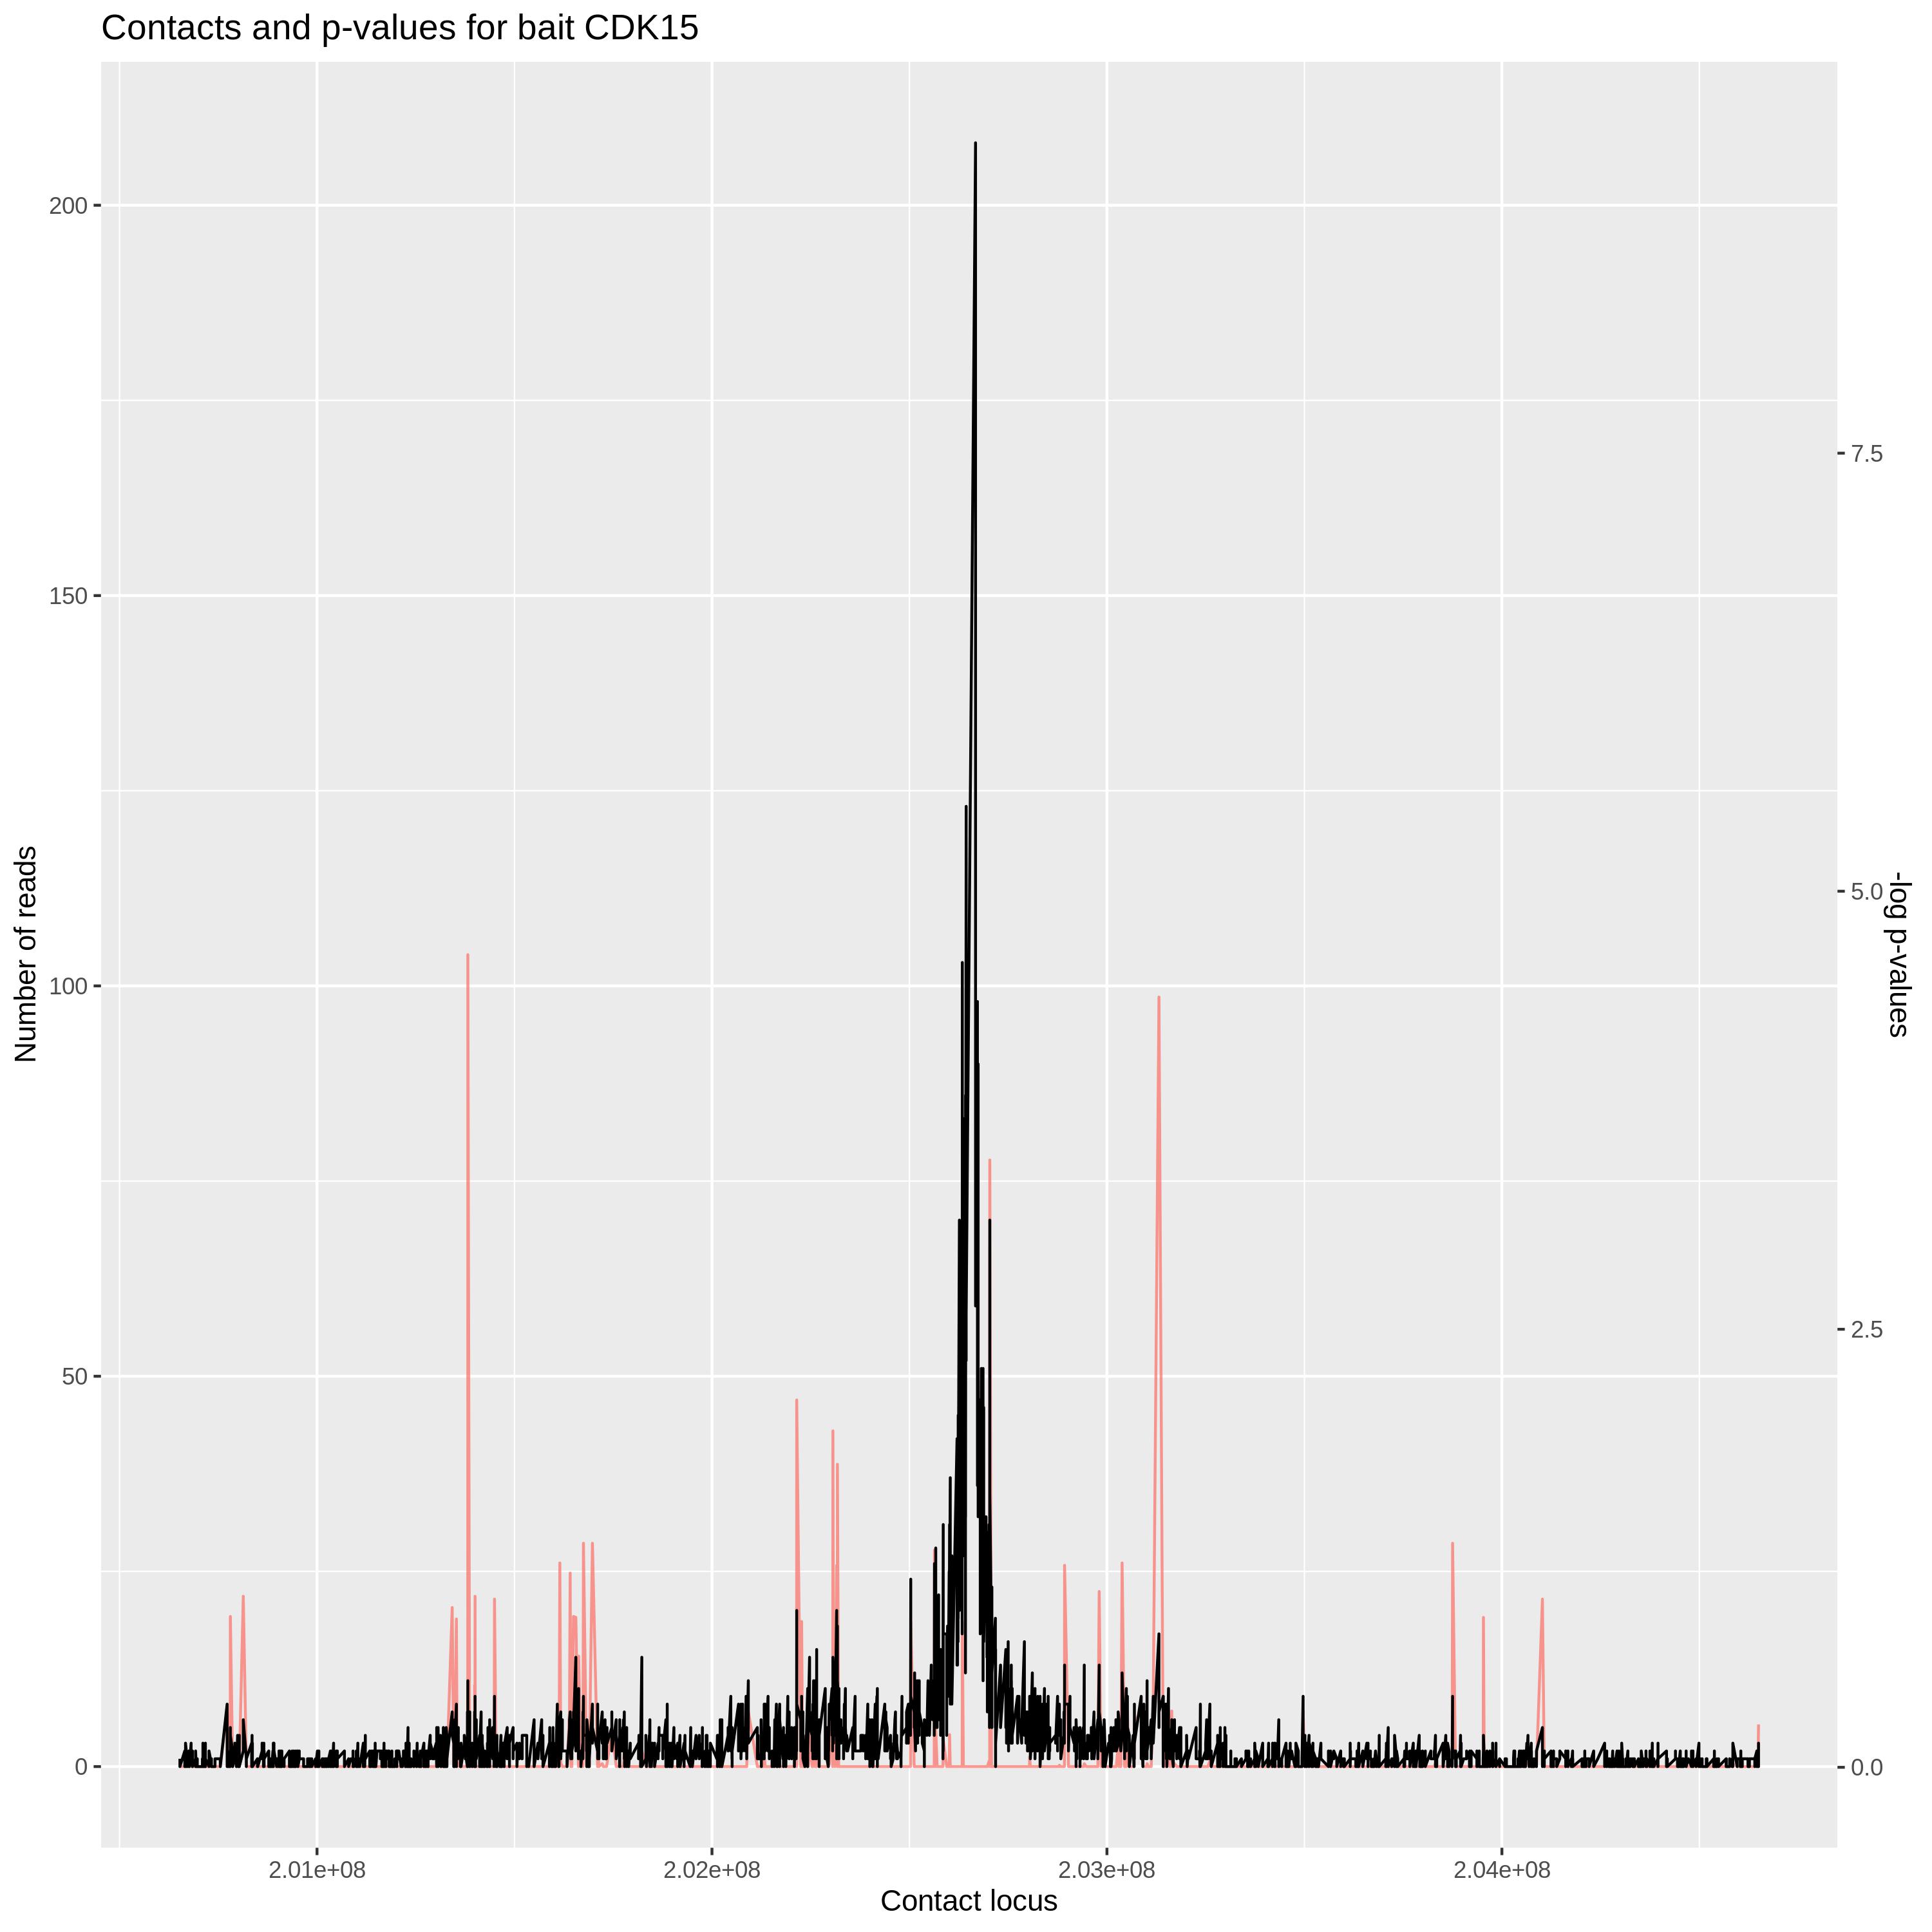 Contacts and p-values for bait CDK15
200
150
100
50
0
Number of reads
7.5
5.0
2.5
0.0
-log p-values
2.01e+08
2.02e+08
2.03e+08
2.04e+08
Contact locus